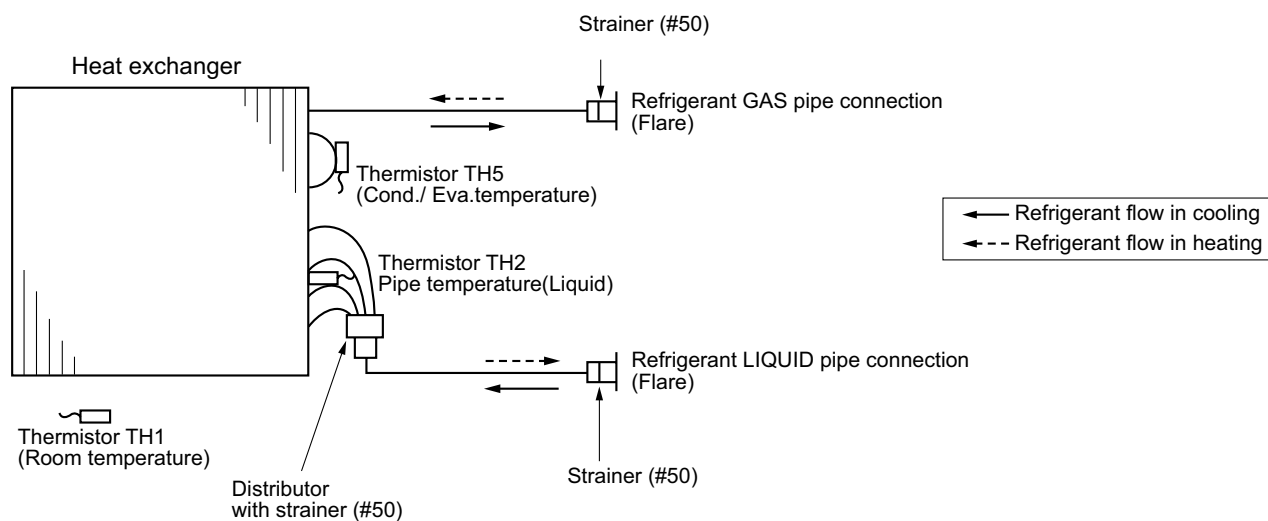 Strainer (#50)
Heat exchanger
Refrigerant GAS pipe connection
(Flare)
Thermistor TH5
(Cond./ Eva.temperature)
Refrigerant flow in cooling
Refrigerant flow in heating
Thermistor TH2
Pipe temperature(Liquid)
Refrigerant LIQUID pipe connection
(Flare)
Thermistor TH1
(Room temperature)
Strainer (#50)
Distributor
with strainer (#50)